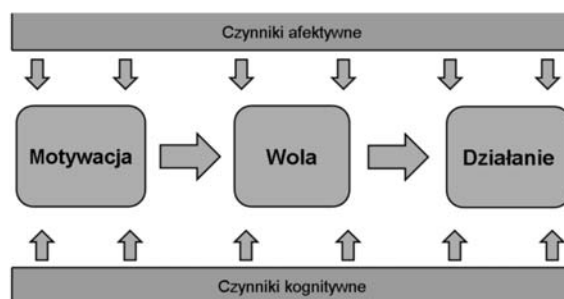 Czynniki afektywne
Motywacja
Wola
Działanie
Czynniki kognitywne